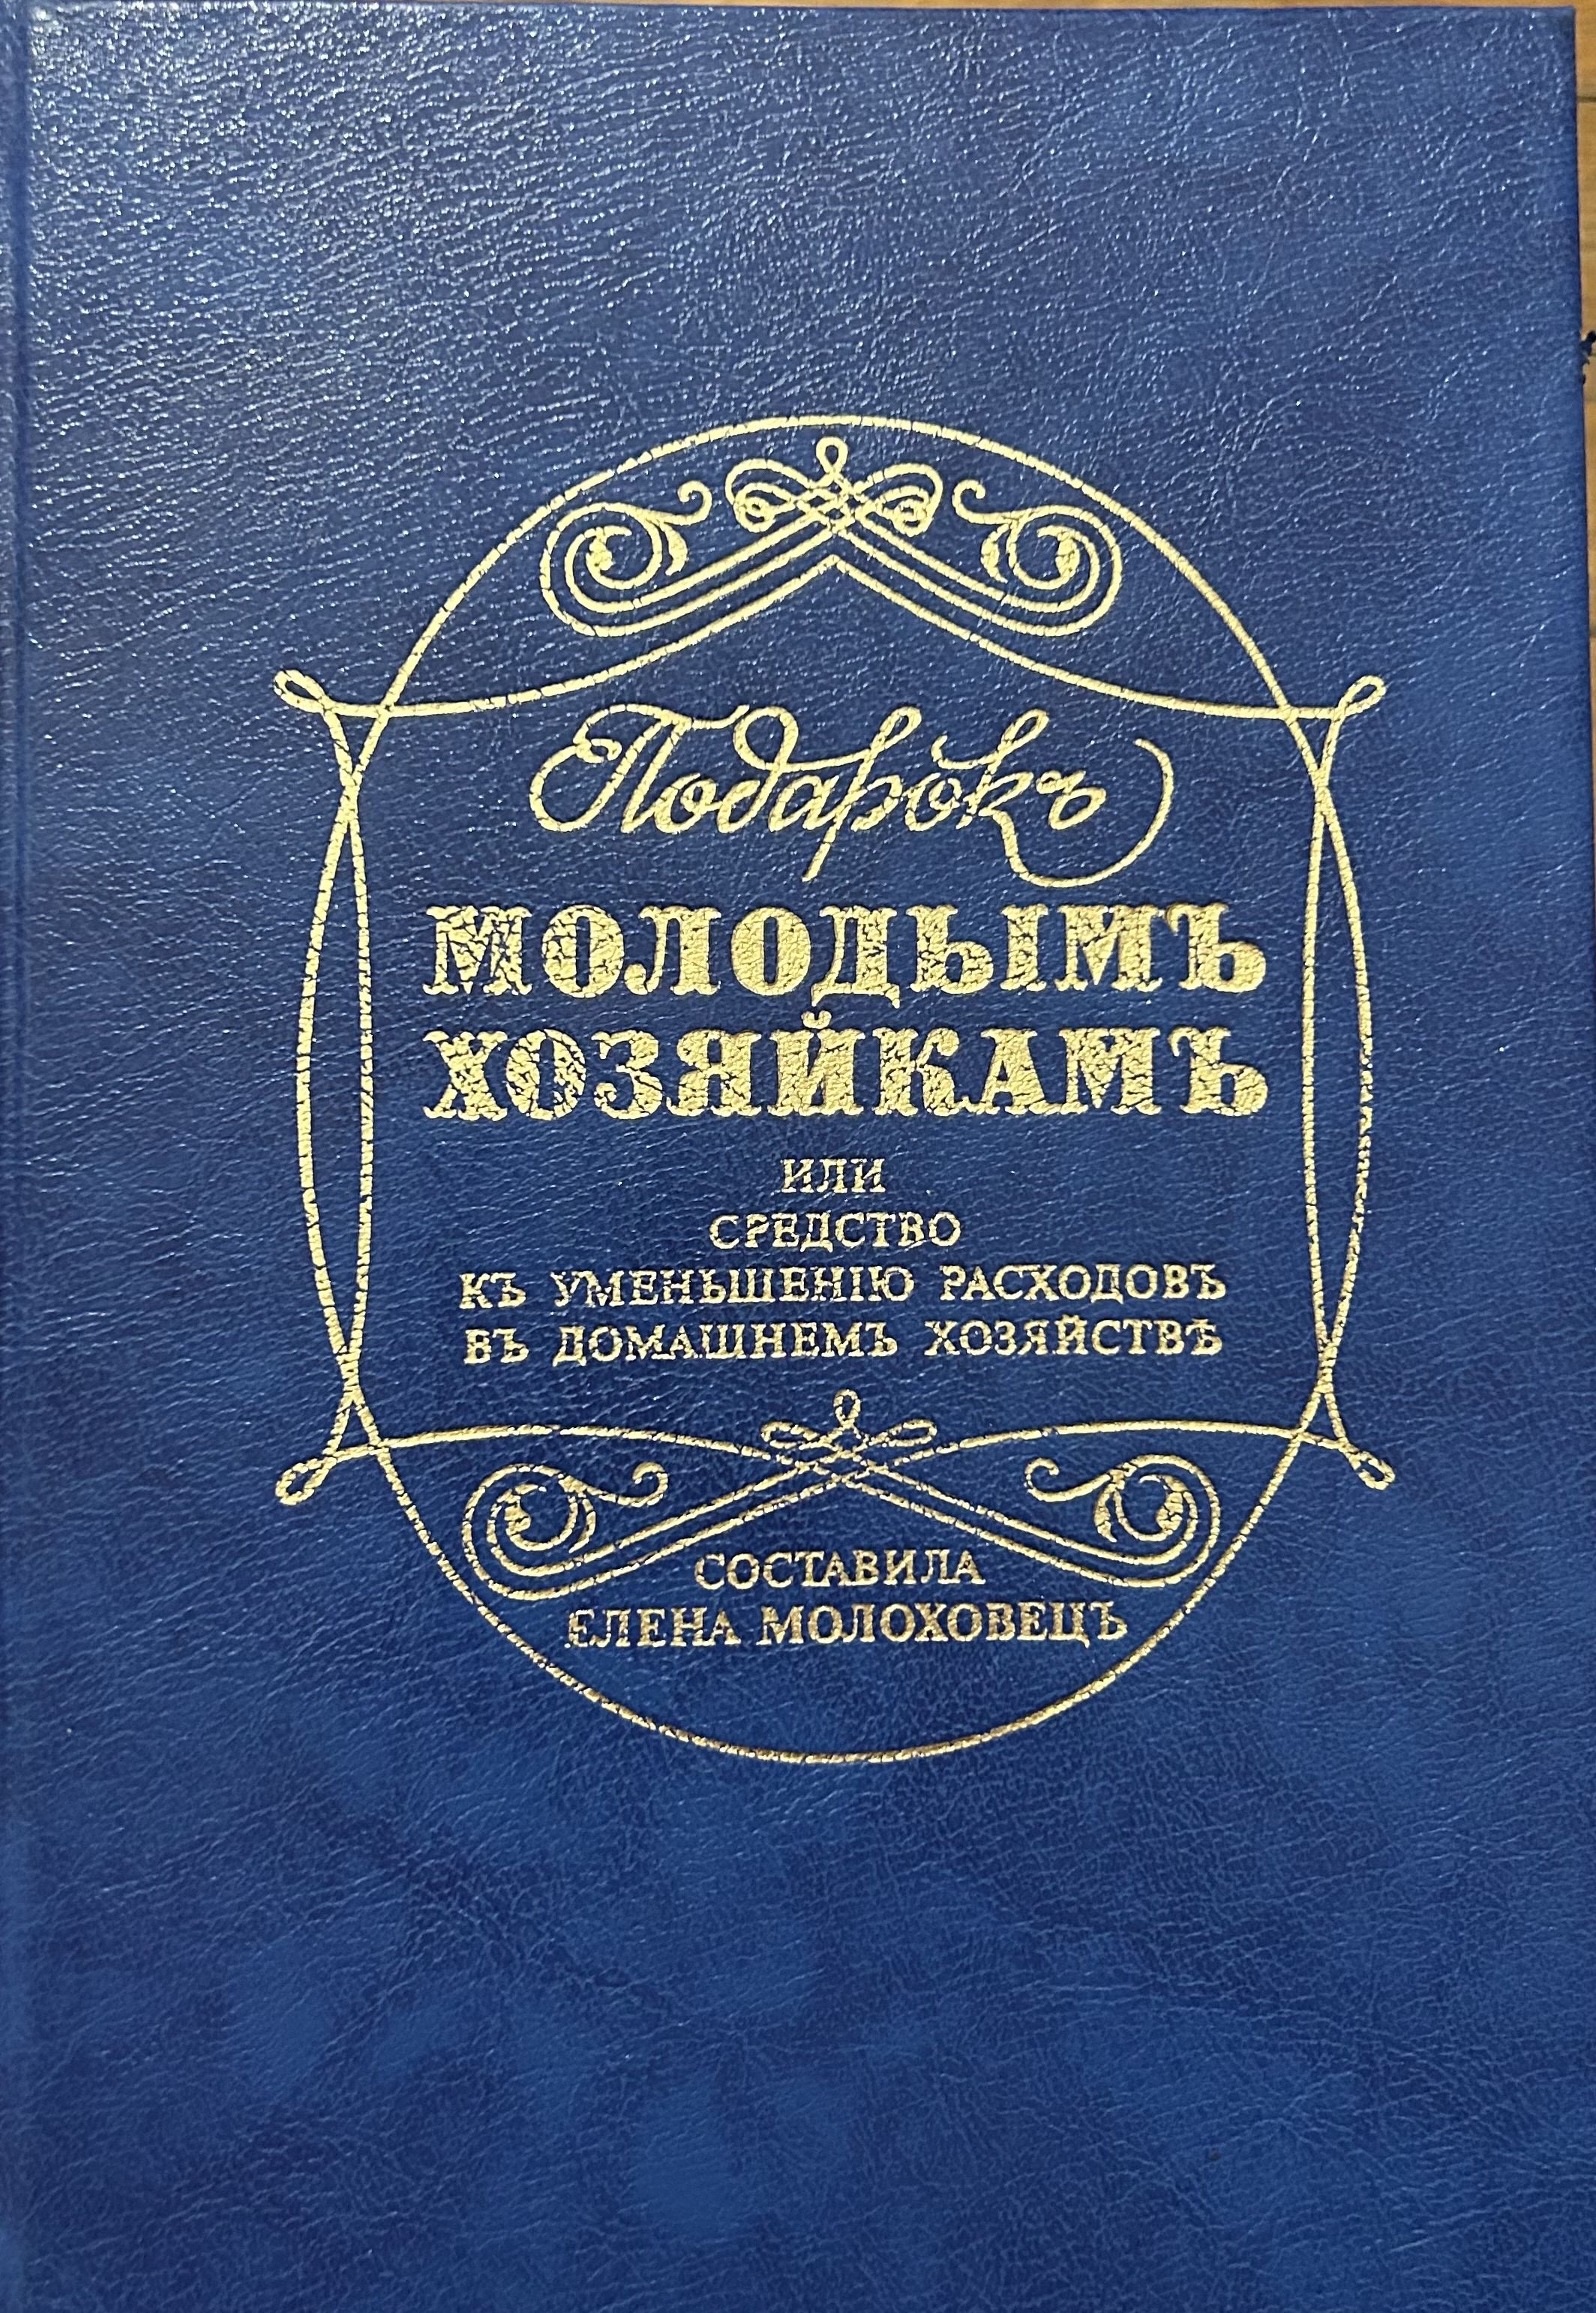 Подарокъ
МОЛОДЫМЪ
ХОЗЯЙКАМЪ
ИЛИ
СРЕДСТВО
КЪ УМЕНЬШЕНІЮ РАСХОДОВЪ
ВЪ ДОМАШНЕМЪ ХОЗЯЙСТВѢ
СОСТАВИЛА
ЕЛЕНА МОЛОХОВЕЦЪ